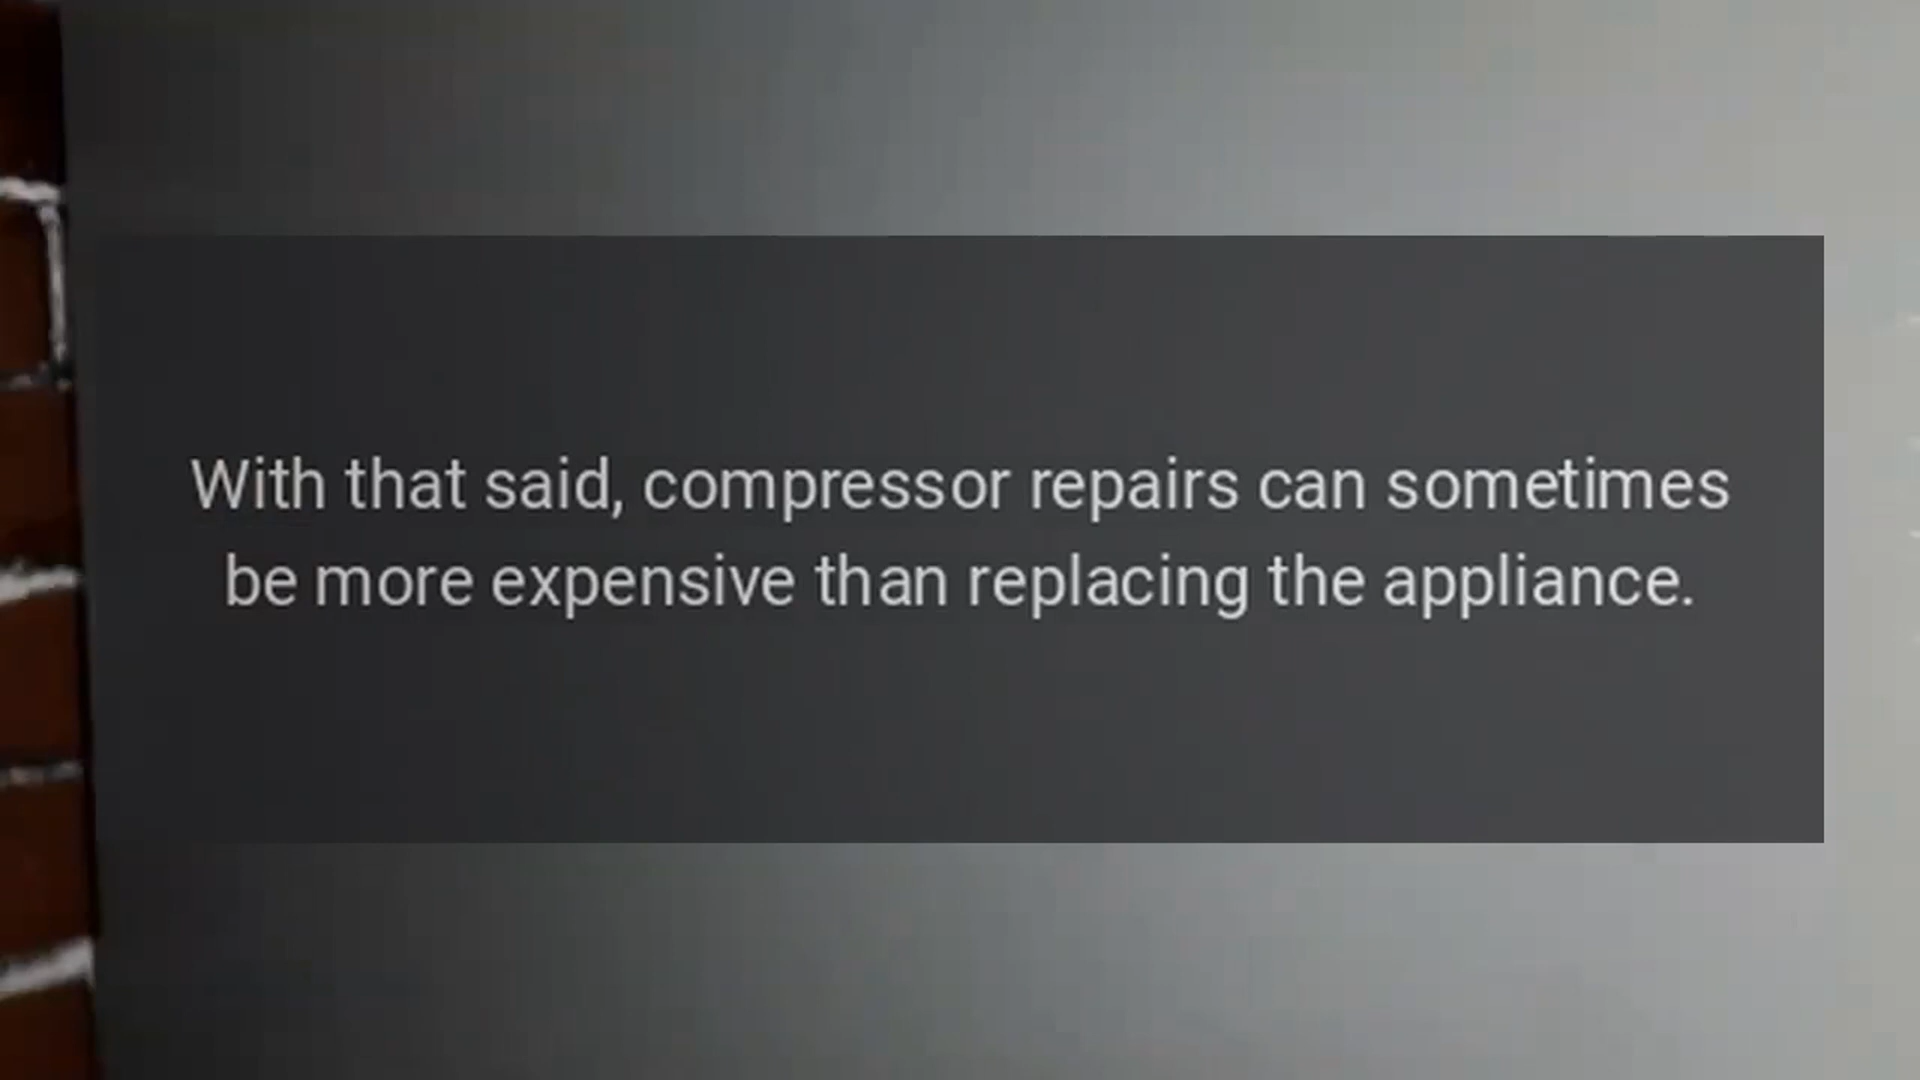 With that said, compressor repairs can sometimes
be more expensive than replacing the appliance.